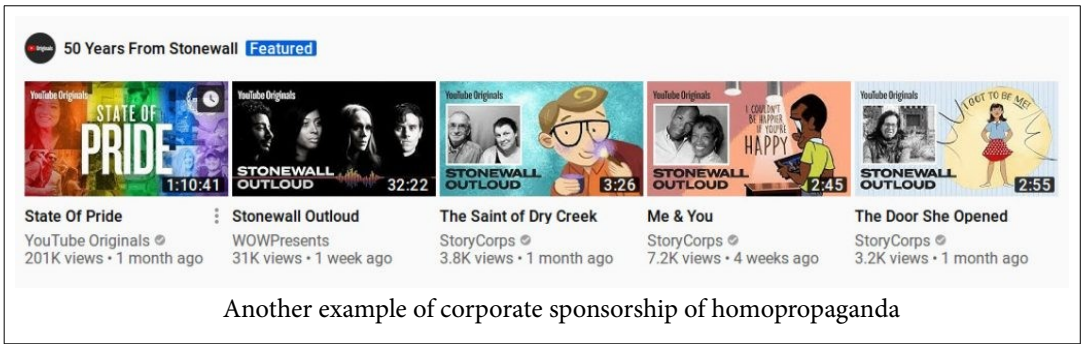 50 Years From Stonewall Featured
YouTube Originals
STATE OF
PRIDE
1:10:41
YouTube Originals
STONEWALL
OUTLOUD
32:22
YouTube Originals
STONEWALL
OUTLOUD
3:26
YouTube Originals
I COULDN'T
BE HAPPIER
IF YOU'RE
HAPPY
STONEWALL
OUTLOUD
2:45
YouTube Originals
I GOT TO BE ME!
STONEWALL
OUTLOUD
2:55
State Of Pride
YouTube Originals
201K views • 1 month ago
Stonewall Outloud
WOWPresents
31K views • 1 week ago
The Saint of Dry Creek
StoryCorps
3.8K views • 1 month ago
Me & You
StoryCorps
7.2K views • 4 weeks ago
The Door She Opened
StoryCorps
3.2K views • 1 month ago
Another example of corporate sponsorship of homopropaganda